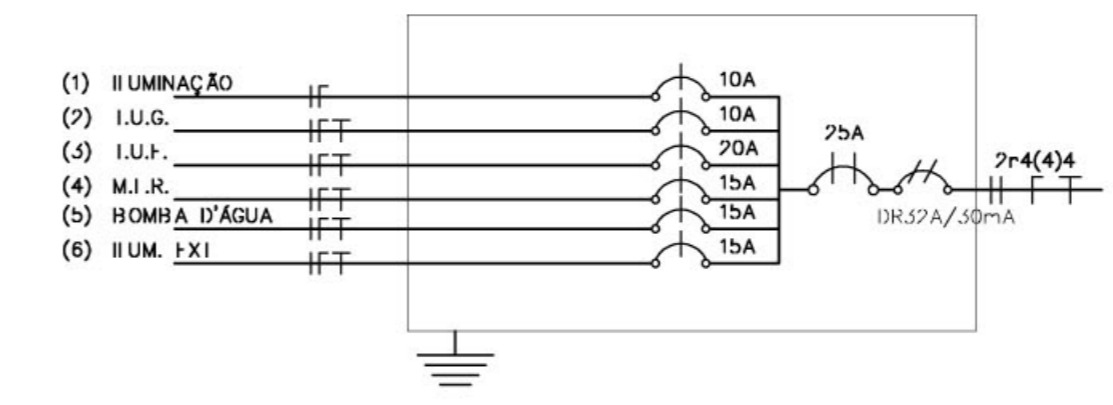 (1) ILUMINAÇÃO 10A
(2) T.U.G. 10A
(3) T.U.E. 20A
(4) M.L.R. 15A
(5) BOMBA D'ÁGUA 15A
(6) ILUM. EXT 15A
25A
DR32A/30mA
2r4(4)4